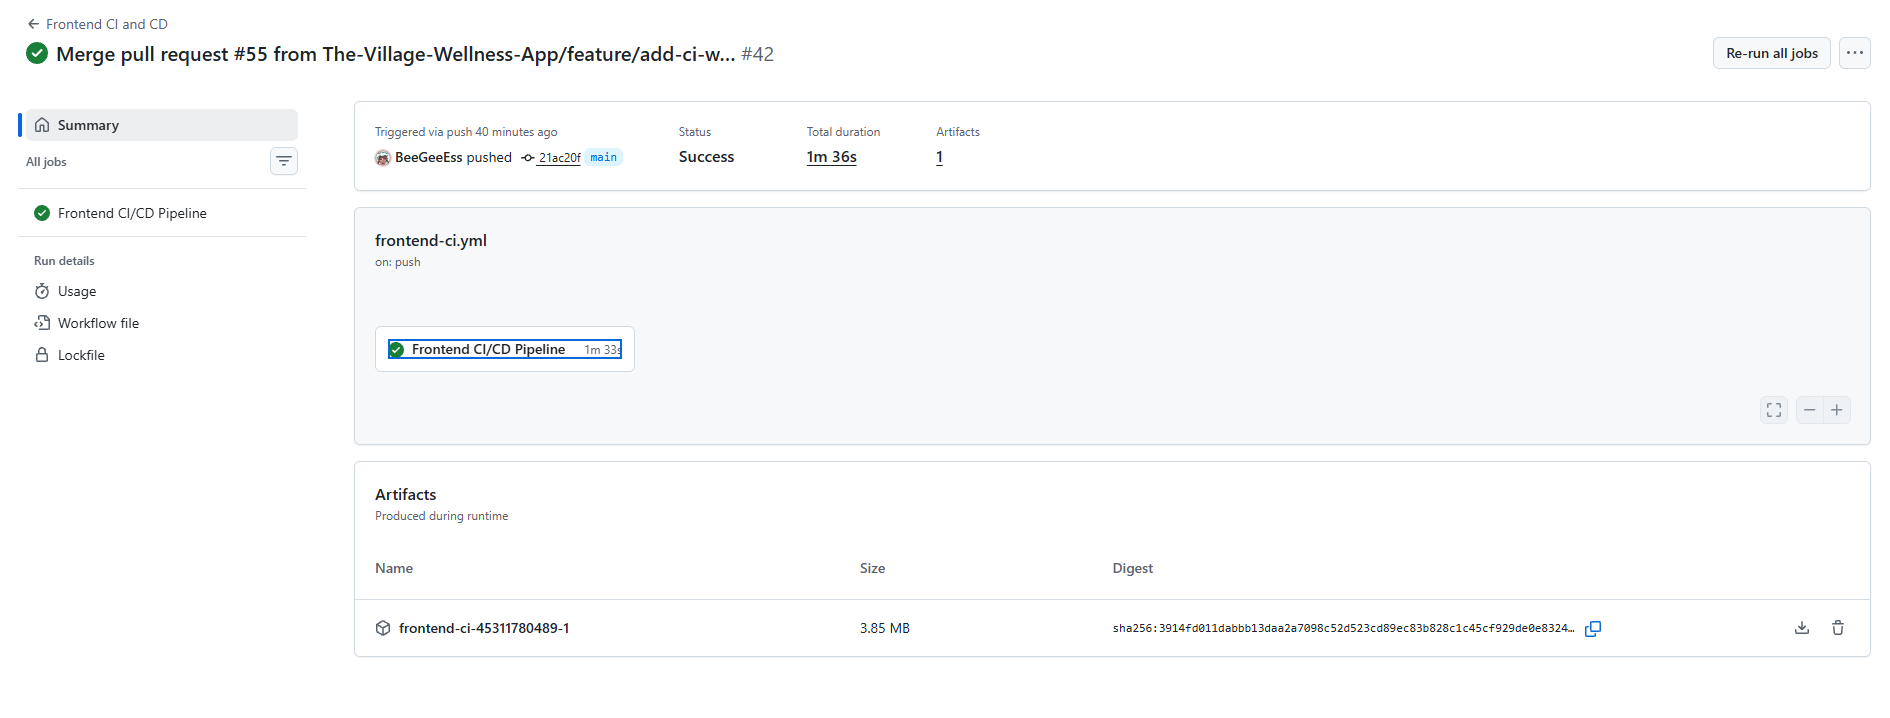 Frontend CI and CD
Merge pull request #55 from The-Village-Wellness-App/feature/add-ci-w... #42
Re-run all jobs
Summary
All jobs
Frontend CI/CD Pipeline
Run details
Usage
Workflow file
Lockfile
Triggered via push 40 minutes ago
BeeGeeEss pushed 21ac20f main
Status
Success
Total duration
1m 36s
Artifacts
1
frontend-ci.yml
on: push
Frontend CI/CD Pipeline 1m 33s
Artifacts
Produced during runtime
Name Size Digest
frontend-ci-45311780489-1 3.85 MB sha256:3914fd011dabbb13daa2a7098c52d523cd89ec83b828c1c45cf929de0e8324…